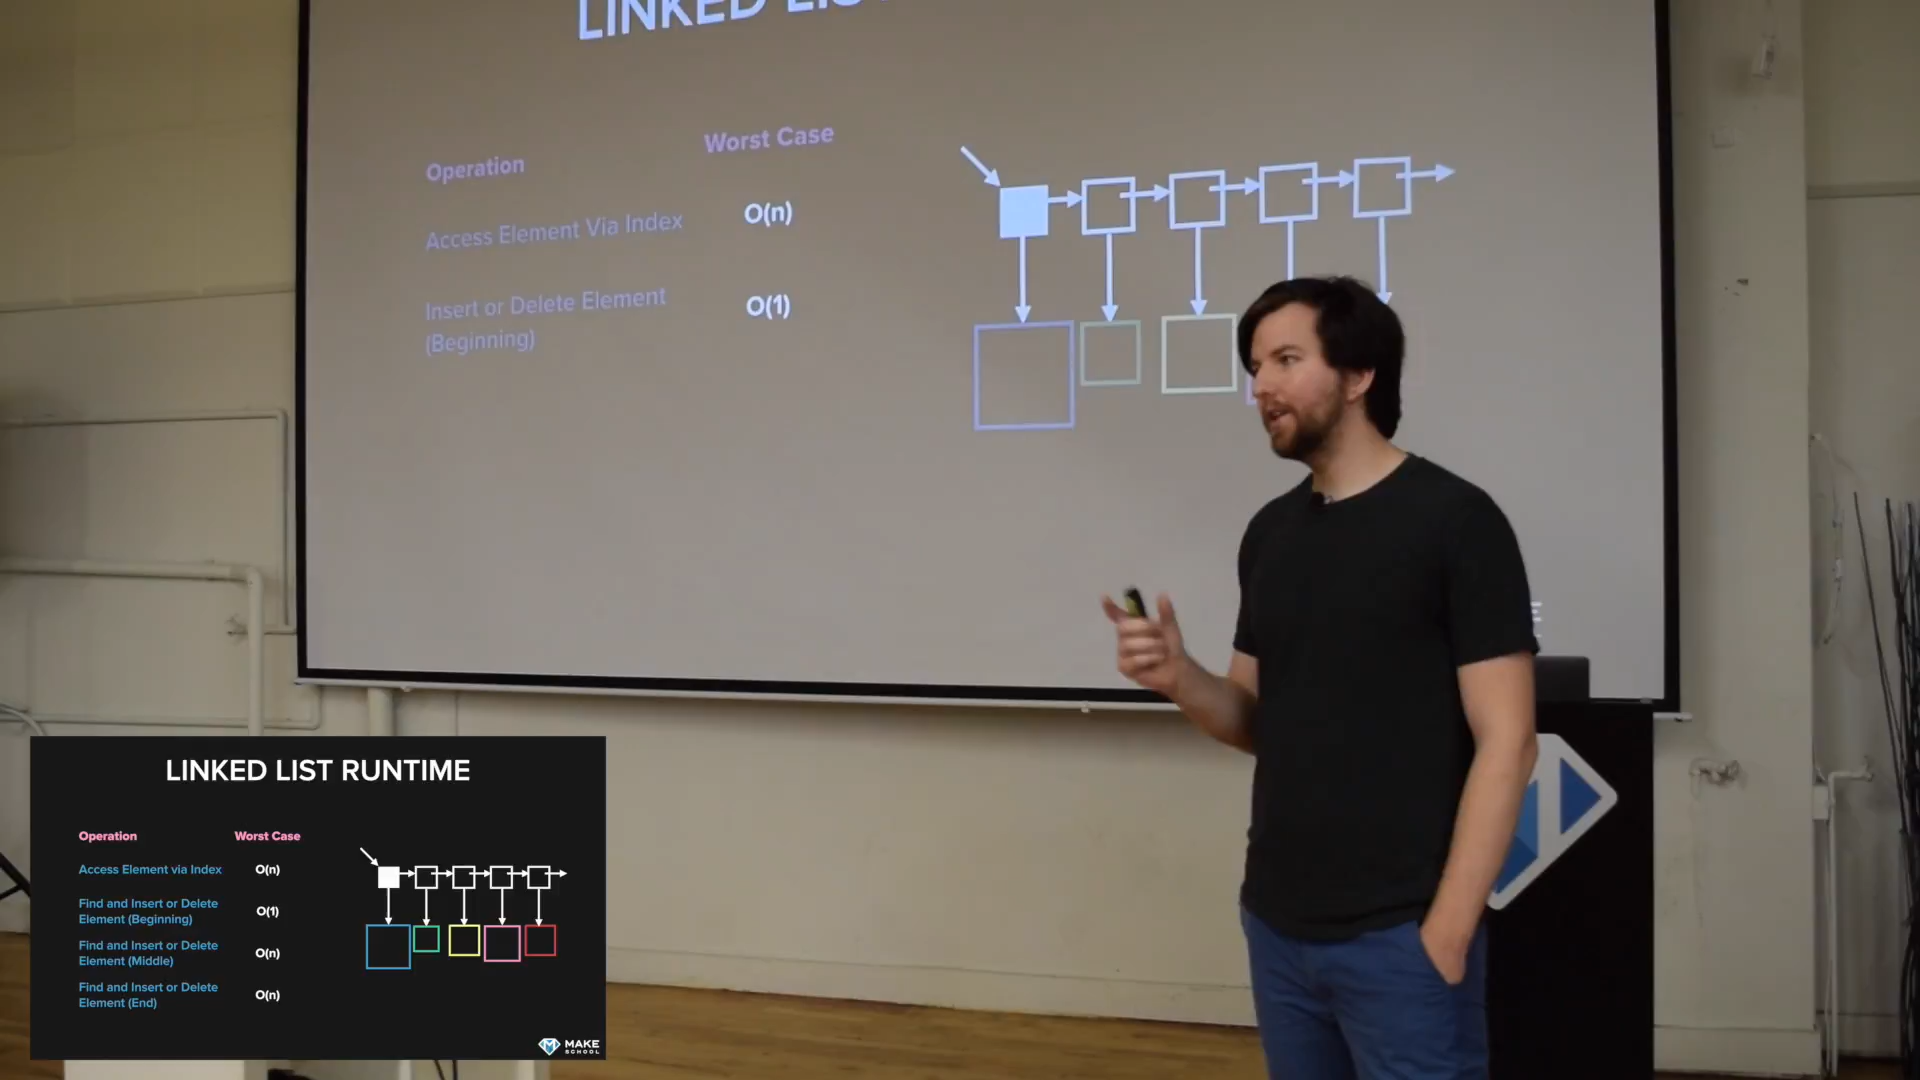 LINKED LIS
Operation
Worst Case
Access Element Via Index
O(n)
Insert or Delete Element
(Beginning)
O(1)
LINKED LIST RUNTIME
Operation
Worst Case
Access Element via Index
O(n)
Find and Insert or Delete
Element (Beginning)
O(1)
Find and Insert or Delete
Element (Middle)
O(n)
Find and Insert or Delete
Element (End)
O(n)
MAKE
SCHOOL